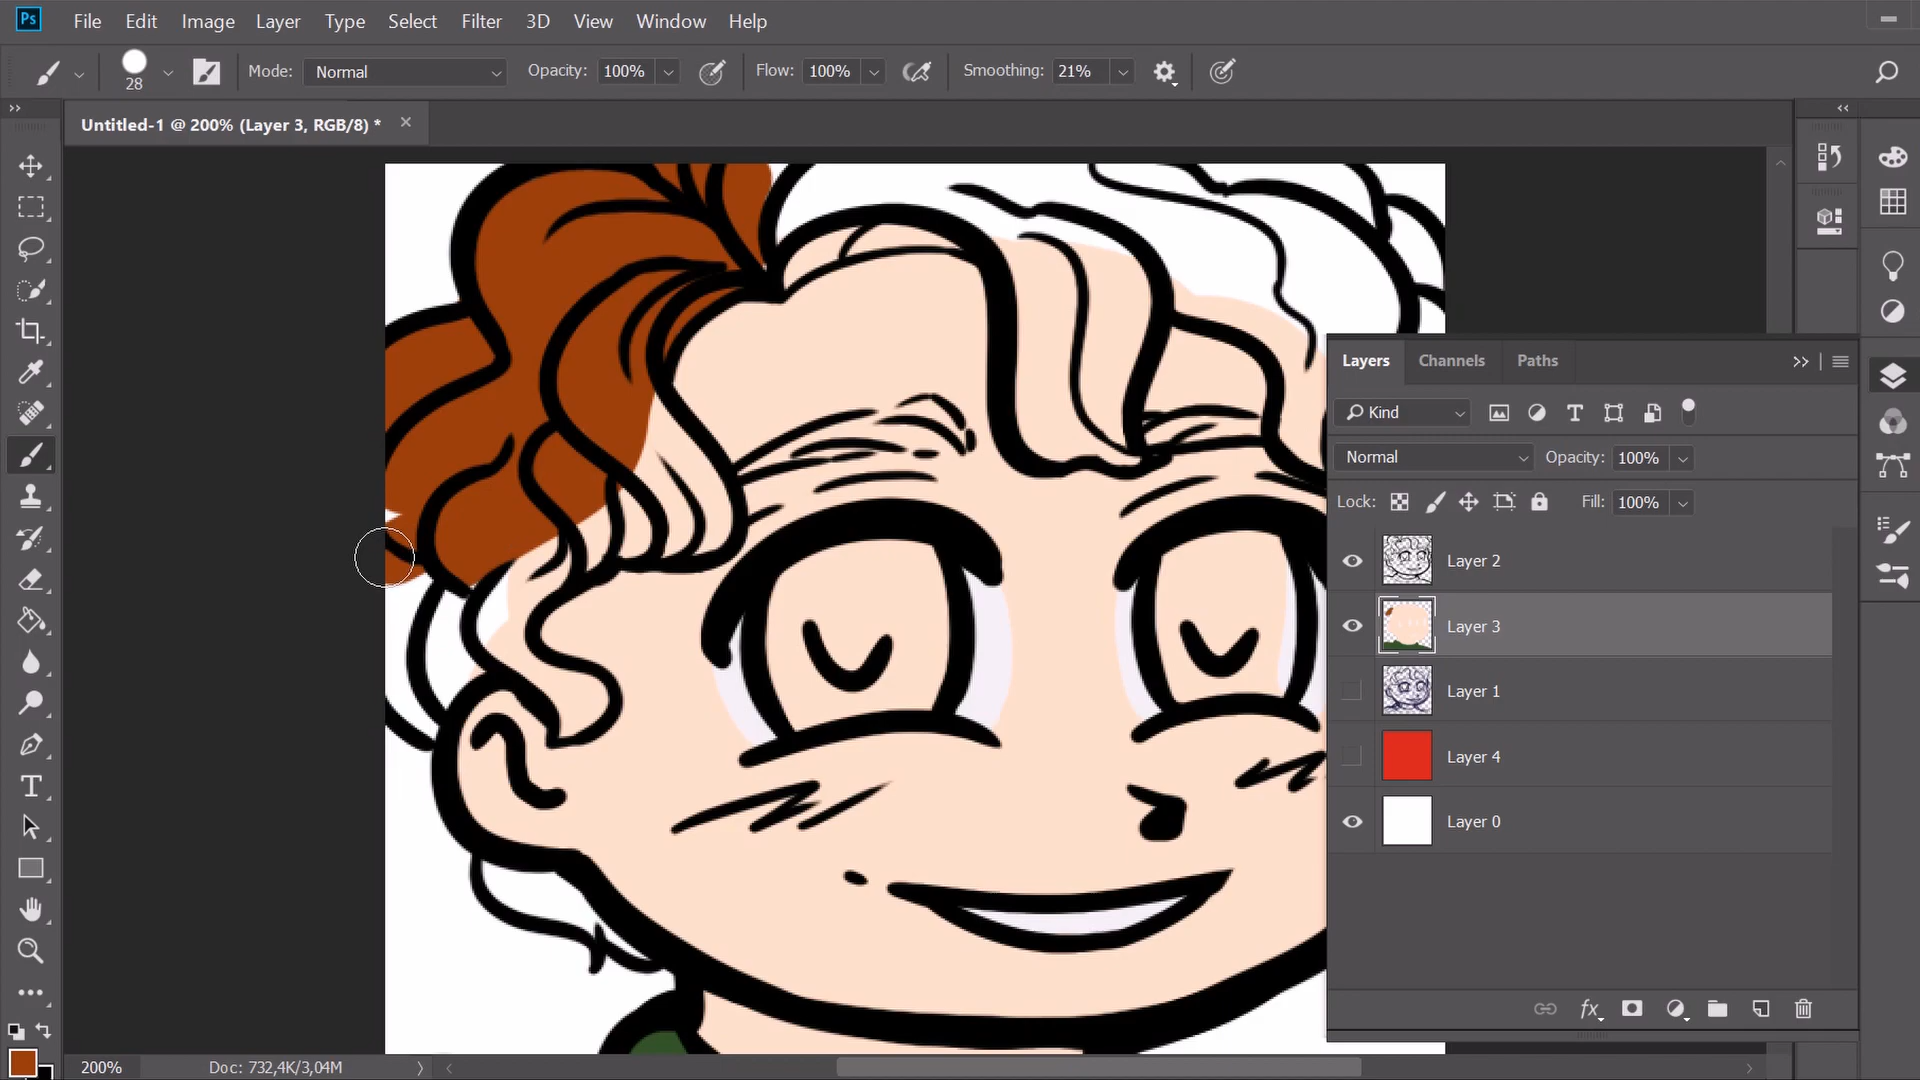 Ps File Edit Image Layer Type Select Filter 3D View Window Help
28 Mode: Normal Opacity: 100% Flow: 100% Smoothing: 21%
Untitled-1 @ 200% (Layer 3, RGB/8) *
Layers Channels Paths
Kind
Normal Opacity: 100%
Lock: Fill: 100%
Layer 2
Layer 3
Layer 1
Layer 4
Layer 0
fx
200% Doc: 732,4K/3,04M